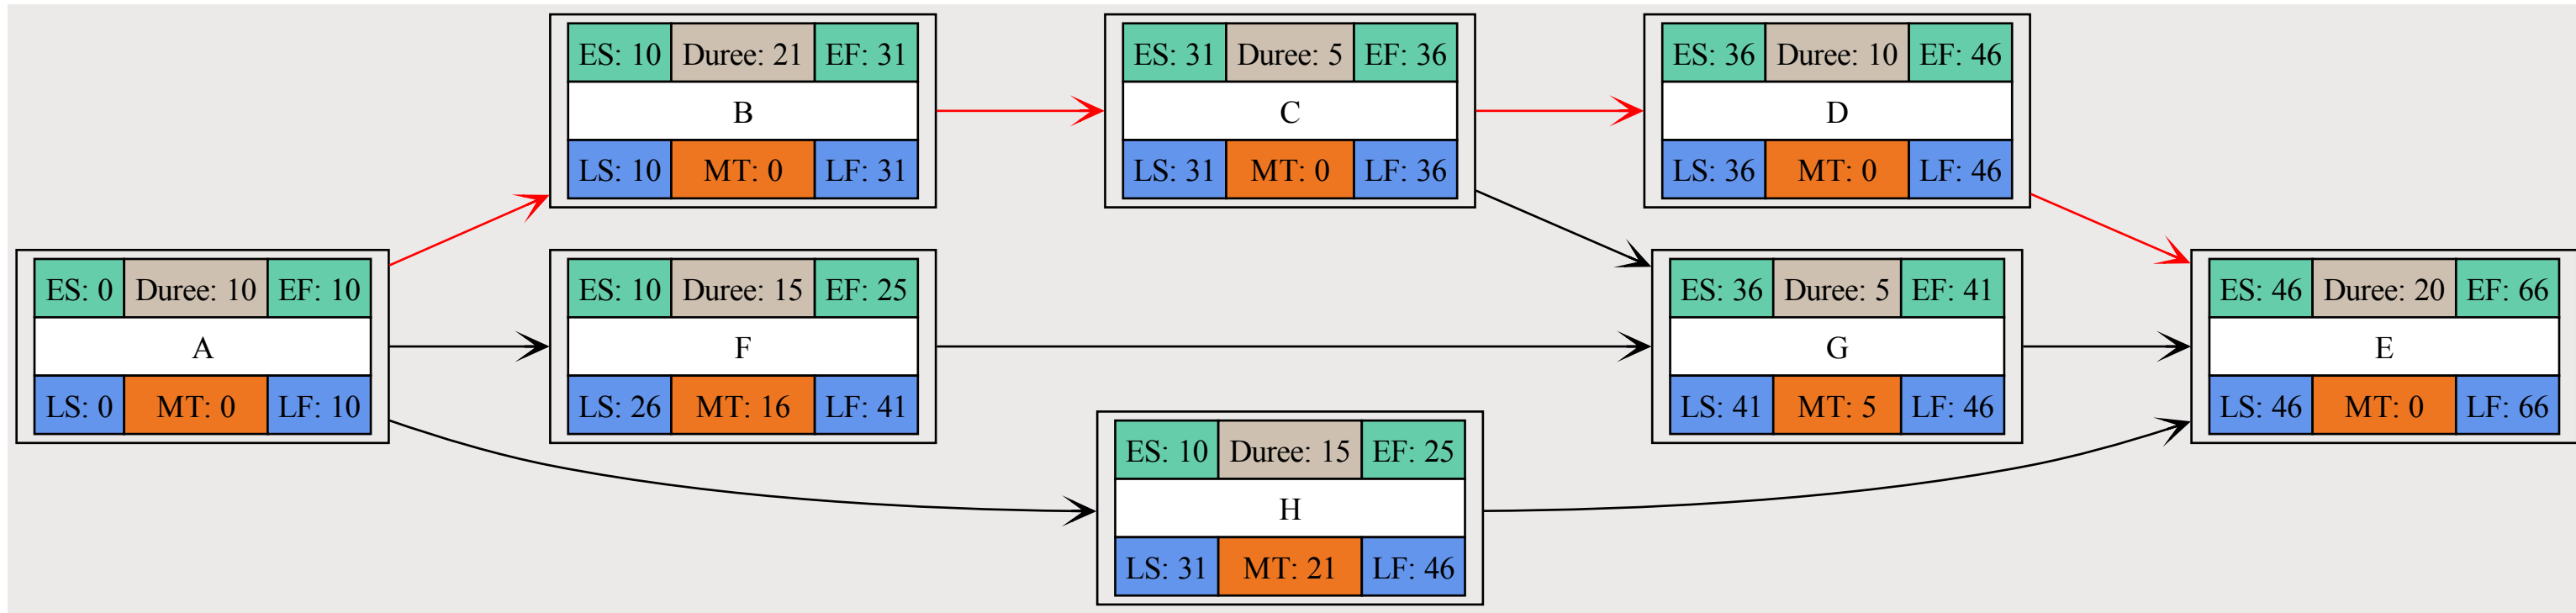 ES: 10 Duree: 21 EF: 31
B
LS: 10 MT: 0 LF: 31
ES: 31 Duree: 5 EF: 36
C
LS: 31 MT: 0 LF: 36
ES: 36 Duree: 10 EF: 46
D
LS: 36 MT: 0 LF: 46
ES: 0 Duree: 10 EF: 10
A
LS: 0 MT: 0 LF: 10
ES: 10 Duree: 15 EF: 25
F
LS: 26 MT: 16 LF: 41
ES: 36 Duree: 5 EF: 41
G
LS: 41 MT: 5 LF: 46
ES: 46 Duree: 20 EF: 66
E
LS: 46 MT: 0 LF: 66
ES: 10 Duree: 15 EF: 25
H
LS: 31 MT: 21 LF: 46